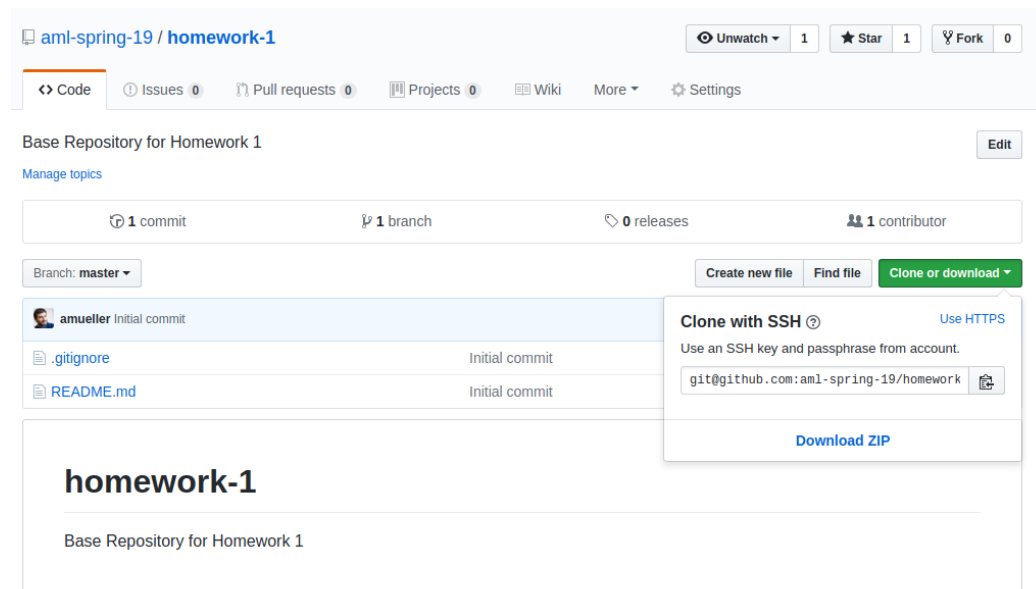 aml-spring-19 / homework-1
Unwatch 1 Star 1 Fork 0
Code Issues 0 Pull requests 0 Projects 0 Wiki More Settings
Base Repository for Homework 1
Edit
Manage topics
1 commit 1 branch 0 releases 1 contributor
Branch: master Create new file Find file Clone or download
amueller Initial commit
.gitignore Initial commit
README.md Initial commit
Clone with SSH Use HTTPS
Use an SSH key and passphrase from account.
git@github.com:aml-spring-19/homework
Download ZIP
homework-1
Base Repository for Homework 1